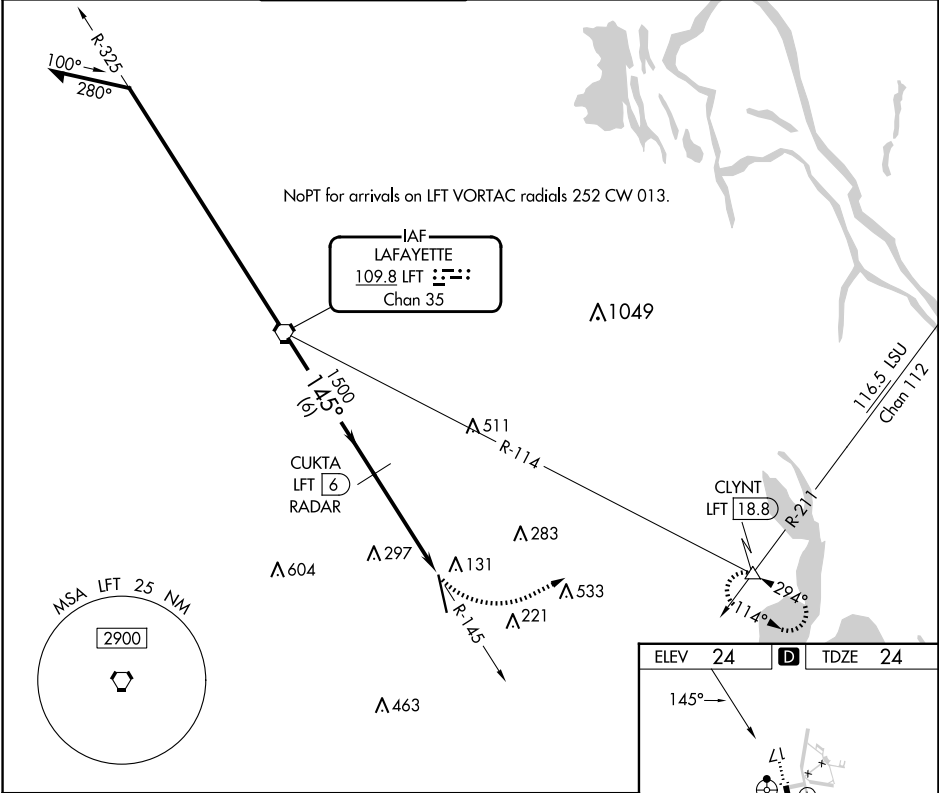 R-325
100°
280°
NoPT for arrivals on LFT VORTAC radials 252 CW 013.
IAF
LAFAYETTE
109.8 LFT
Chan 35
1049
116.5 LSU
Chan 112
1500
145°
(6)
511
R-114
CUKTA
LFT 6
RADAR
CLYNT
LFT 18.8
R-211
283
297
131
604
533
294°
114°
221
R-145
MSA LFT 25 NM
2900
463
ELEV 24 D TDZE 24
145°
17